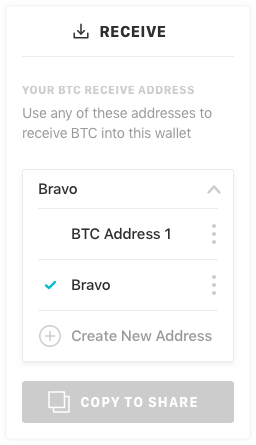 RECEIVE
YOUR BTC RECEIVE ADDRESS
Use any of these addresses to
receive BTC into this wallet
Bravo
BTC Address 1
Bravo
Create New Address
COPY TO SHARE